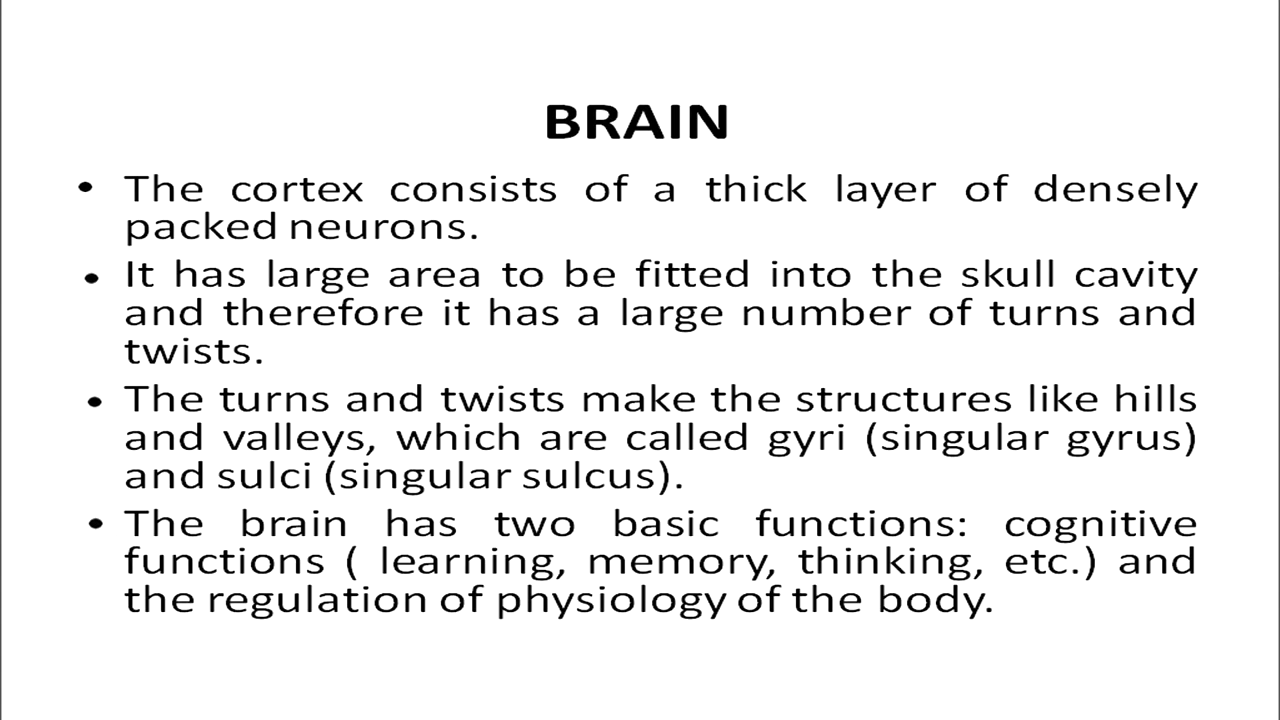 BRAIN
• The cortex consists of a thick layer of densely
packed neurons.
• It has large area to be fitted into the skull cavity
and therefore it has a large number of turns and
twists.
• The turns and twists make the structures like hills
and valleys, which are called gyri (singular gyrus)
and sulci (singular sulcus).
• The brain has two basic functions: cognitive
functions ( learning, memory, thinking, etc.) and
the regulation of physiology of the body.